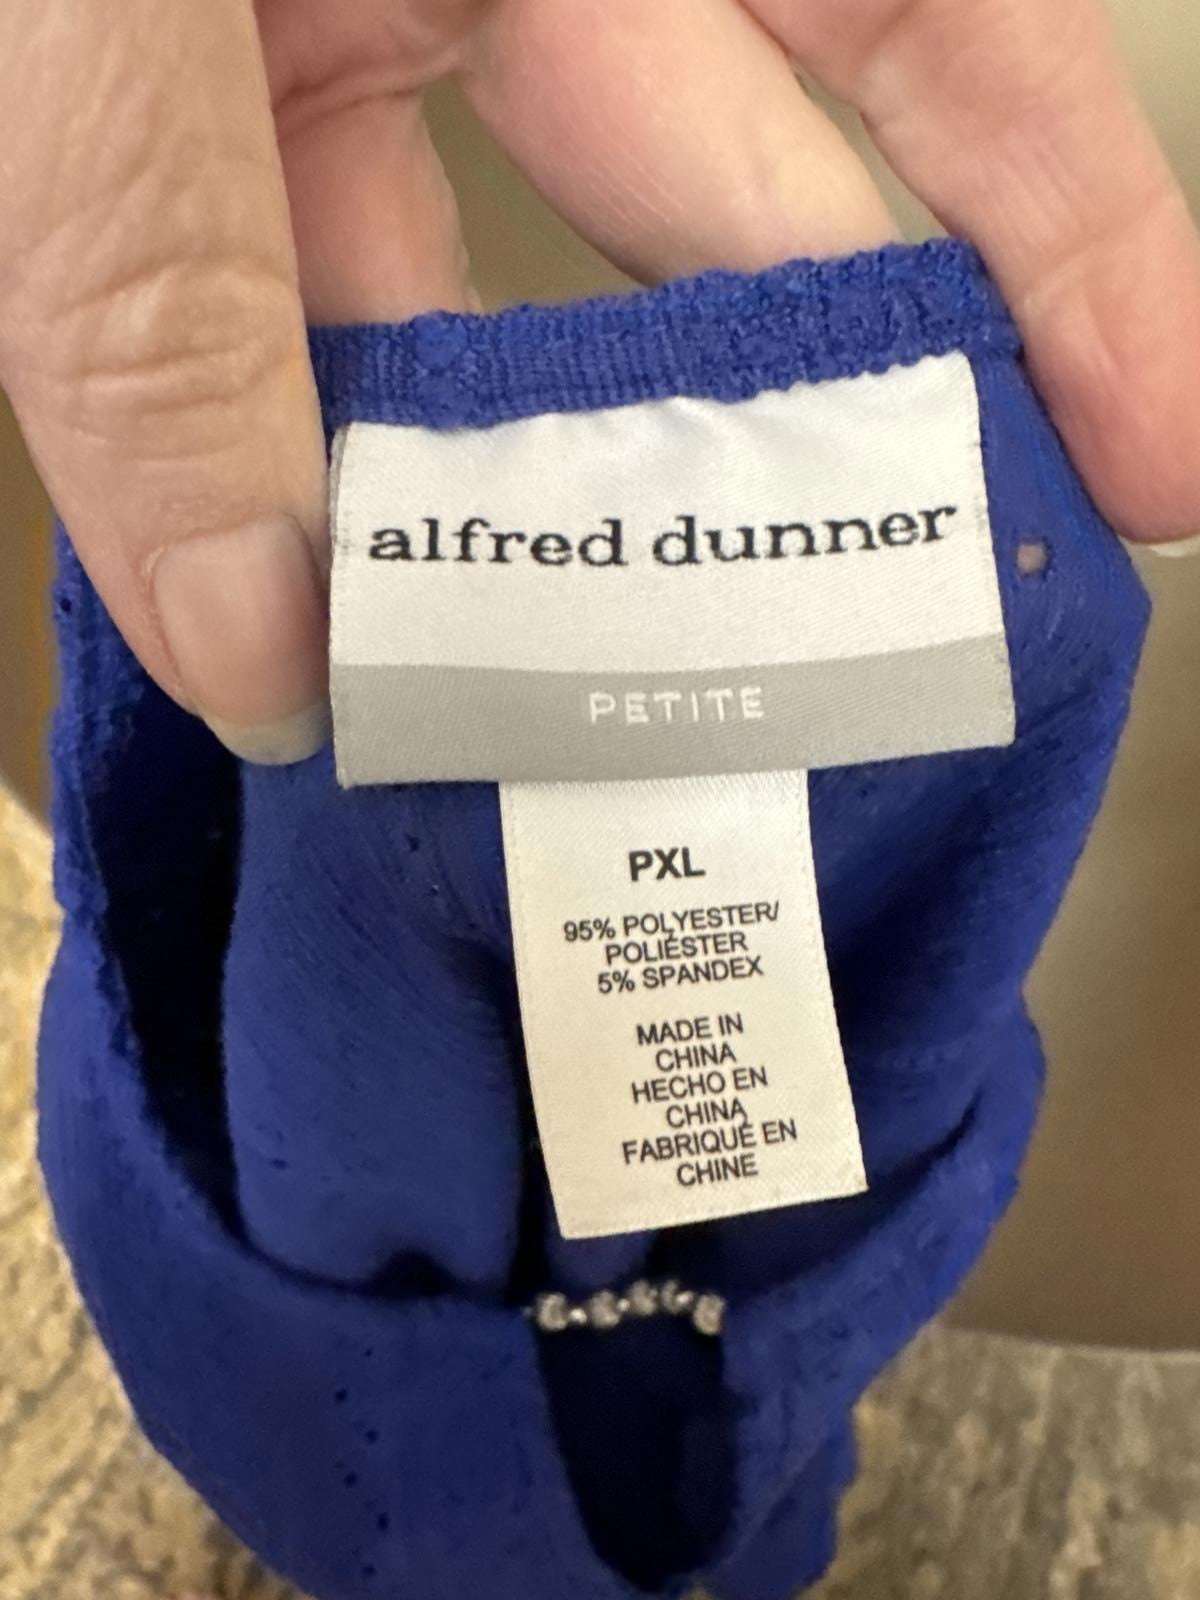 alfred dunner
PETITE
PXL
95% POLYESTER/
POLIÉSTER
5% SPANDEX
MADE IN
CHINA
HECHO EN
CHINA
FABRIQUÉ EN
CHINE